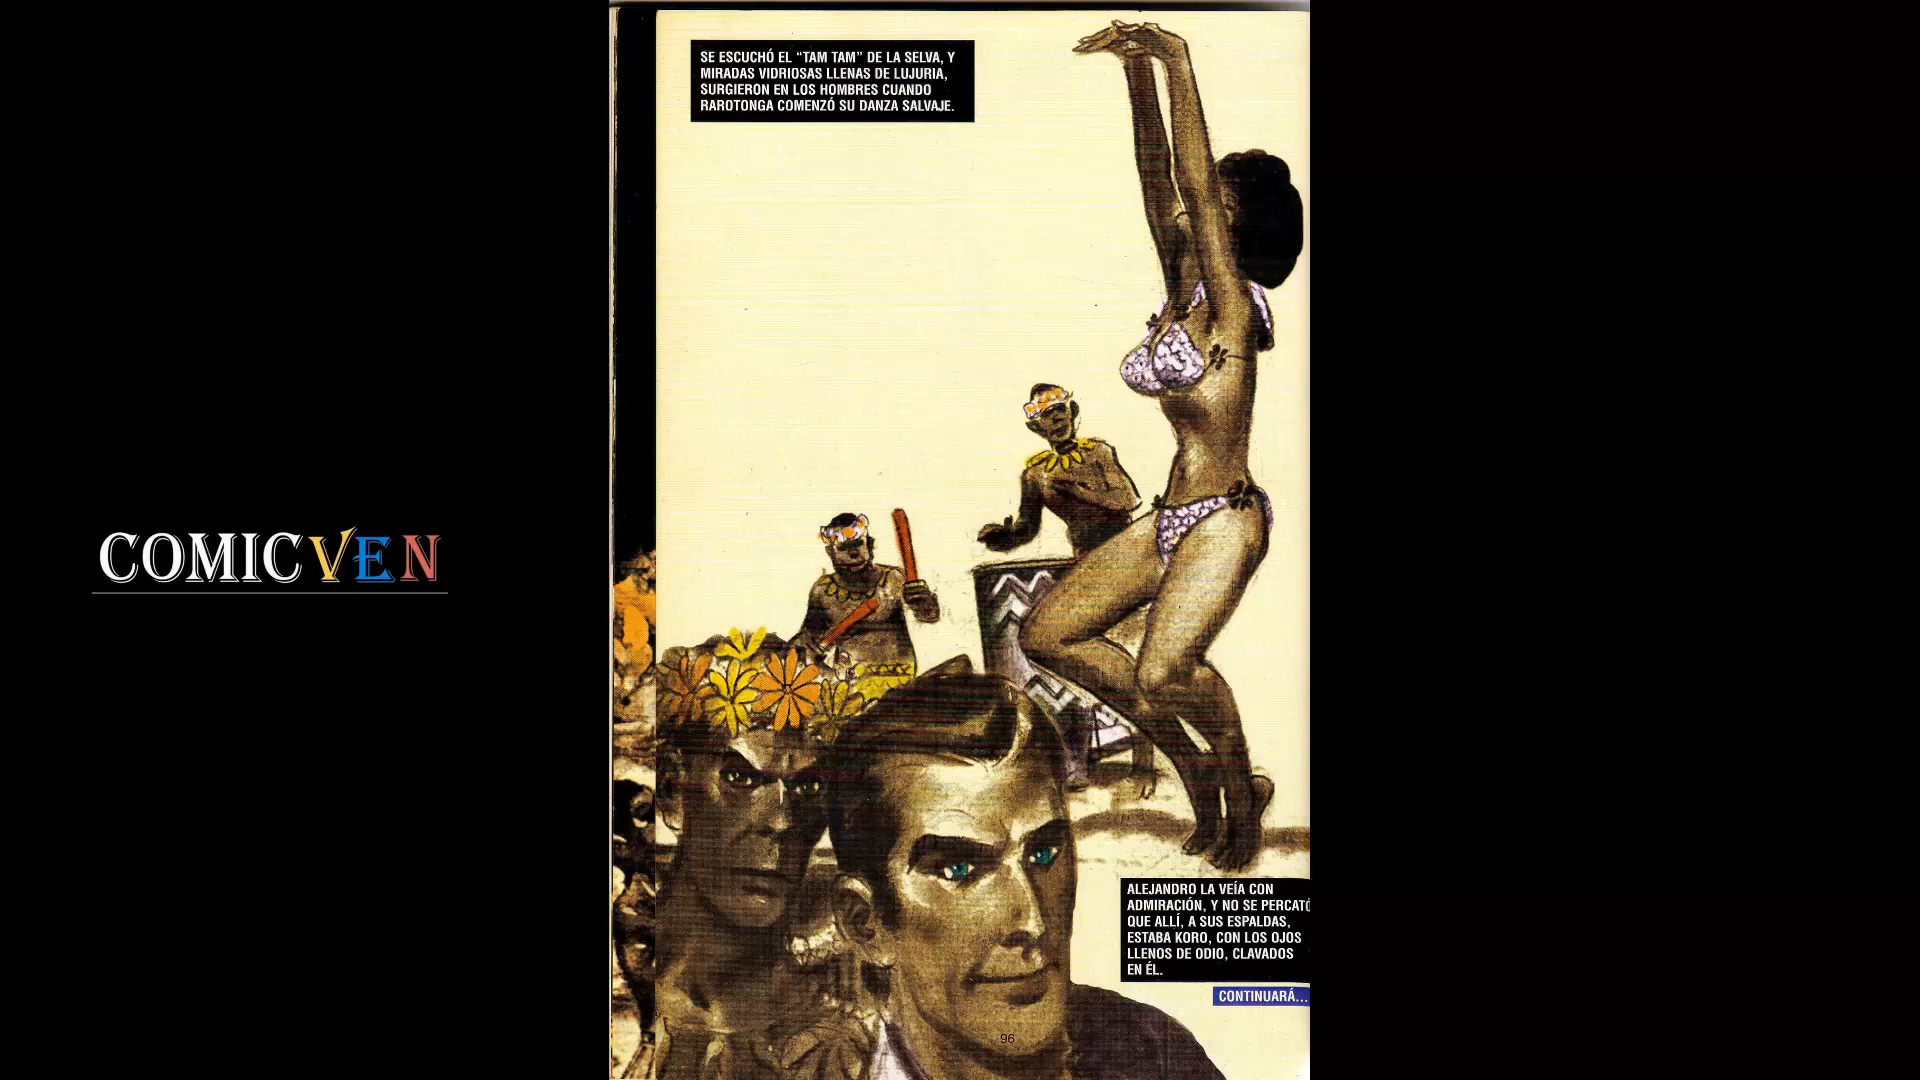 SE ESCUCHÓ EL “TAM TAM” DE LA SELVA, Y
MIRADAS VIDRIOSAS LLENAS DE LUJURIA,
SURGIERON EN LOS HOMBRES CUANDO
RAROTONGA COMENZÓ SU DANZA SALVAJE.
COMICVEN
ALEJANDRO LA VEÍA CON
ADMIRACIÓN, Y NO SE PERCATÓ
QUE ALLÍ, A SUS ESPALDAS,
ESTABA KORO, CON LOS OJOS
LLENOS DE ODIO, CLAVADOS
EN ÉL.
CONTINUARÁ...
96